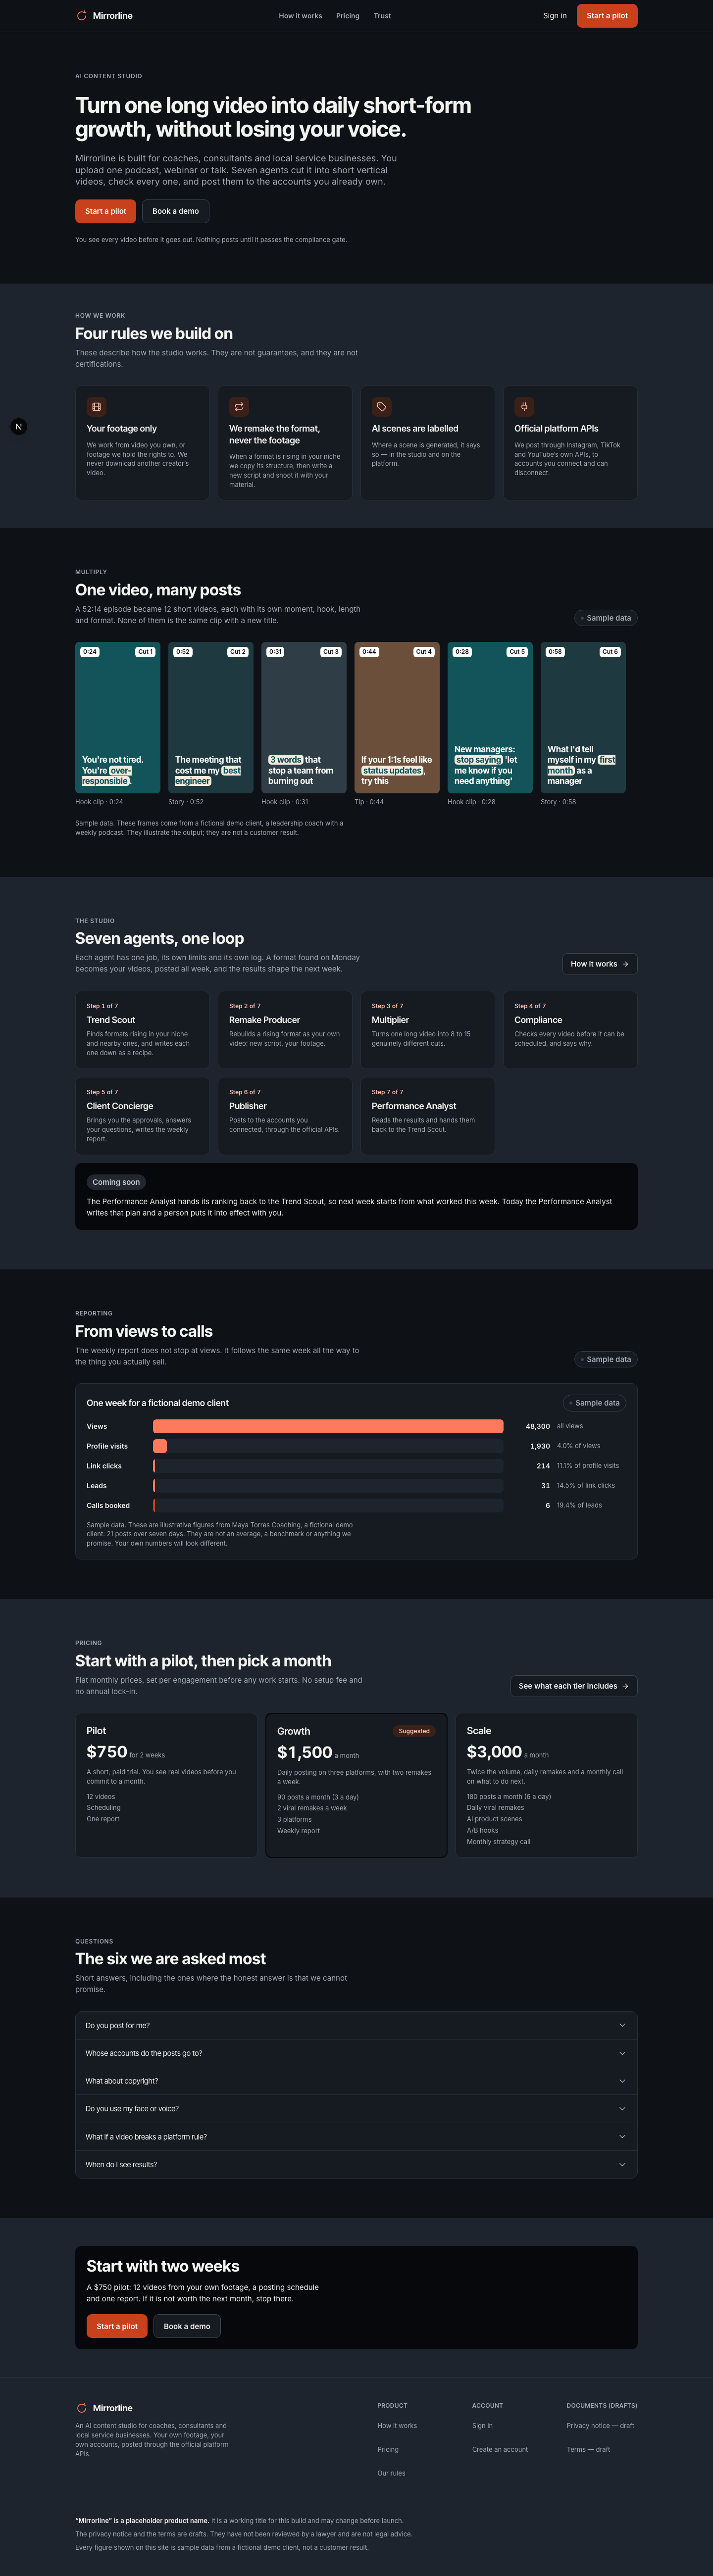 Mirrorline
How it works
Pricing
Trust
Sign in
Start a pilot
AI CONTENT STUDIO
Turn one long video into daily short-form
growth, without losing your voice.
Mirrorline is built for coaches, consultants and local service businesses. You
upload one podcast, webinar or talk. Seven agents cut it into short vertical
videos, check every one, and post them to the accounts you already own.
Start a pilot
Book a demo
You see every video before it goes out. Nothing posts until it passes the compliance gate.
HOW WE WORK
Four rules we build on
These describe how the studio works. They are not guarantees, and they are not
certifications.
N
Your footage only
We work from video you own, or
footage we hold the rights to. We
never download another creator's
video.
We remake the format,
never the footage
When a format is rising in your niche
we copy its structure, then write a
new script and shoot it with your
material.
AI scenes are labelled
Where a scene is generated, it says
so — in the studio and on the
platform.
Official platform APIs
We post through Instagram, TikTok
and YouTube's own APIs, to
accounts you connect and can
disconnect.
MULTIPLY
One video, many posts
A 52:14 episode became 12 short videos, each with its own moment, hook, length
and format. None of them is the same clip with a new title.
Sample data
0:24
Cut 1
You're not tired.
You're over-
responsible.
Hook clip · 0:24
0:52
Cut 2
The meeting that
cost me my best
engineer
Story · 0:52
0:31
Cut 3
3 words that
stop a team from
burning out
Hook clip · 0:31
0:44
Cut 4
If your 1:1s feel like
status updates,
try this
Tip · 0:44
0:28
Cut 5
New managers:
stop saying 'let
me know if you
need anything'
Hook clip · 0:28
0:58
Cut 6
What I'd tell
myself in my first
month as a
manager
Story · 0:58
Sample data. These frames come from a fictional demo client, a leadership coach with a
weekly podcast. They illustrate the output; they are not a customer result.
THE STUDIO
Seven agents, one loop
Each agent has one job, its own limits and its own log. A format found on Monday
becomes your videos, posted all week, and the results shape the next week.
How it works
Step 1 of 7
Trend Scout
Finds formats rising in your niche
and nearby ones, and writes each
one down as a recipe.
Step 2 of 7
Remake Producer
Rebuilds a rising format as your own
video: new script, your footage.
Step 3 of 7
Multiplier
Turns one long video into 8 to 15
genuinely different cuts.
Step 4 of 7
Compliance
Checks every video before it can be
scheduled, and says why.
Step 5 of 7
Client Concierge
Brings you the approvals, answers
your questions, writes the weekly
report.
Step 6 of 7
Publisher
Posts to the accounts you
connected, through the official APIs.
Step 7 of 7
Performance Analyst
Reads the results and hands them
back to the Trend Scout.
Coming soon
The Performance Analyst hands its ranking back to the Trend Scout, so next week starts from what worked this week. Today the Performance Analyst
writes that plan and a person puts it into effect with you.
REPORTING
From views to calls
The weekly report does not stop at views. It follows the same week all the way to
the thing you actually sell.
Sample data
One week for a fictional demo client
Sample data
Views
48,300
all views
Profile visits
1,930
4.0% of views
Link clicks
214
11.1% of profile visits
Leads
31
14.5% of link clicks
Calls booked
6
19.4% of leads
Sample data. These are illustrative figures from Maya Torres Coaching, a fictional demo
client: 21 posts over seven days. They are not an average, a benchmark or anything we
promise. Your own numbers will look different.
PRICING
Start with a pilot, then pick a month
Flat monthly prices, set per engagement before any work starts. No setup fee and
no annual lock-in.
See what each tier includes
Pilot
$750 for 2 weeks
A short, paid trial. You see real videos before you
commit to a month.
12 videos
Scheduling
One report
Growth
Suggested
$1,500 a month
Daily posting on three platforms, with two remakes
a week.
90 posts a month (3 a day)
2 viral remakes a week
3 platforms
Weekly report
Scale
$3,000 a month
Twice the volume, daily remakes and a monthly call
on what to do next.
180 posts a month (6 a day)
Daily viral remakes
AI product scenes
A/B hooks
Monthly strategy call
QUESTIONS
The six we are asked most
Short answers, including the ones where the honest answer is that we cannot
promise.
Do you post for me?
Whose accounts do the posts go to?
What about copyright?
Do you use my face or voice?
What if a video breaks a platform rule?
When do I see results?
Start with two weeks
A $750 pilot: 12 videos from your own footage, a posting schedule
and one report. If it is not worth the next month, stop there.
Start a pilot
Book a demo
Mirrorline
An AI content studio for coaches, consultants and
local service businesses. Your own footage, your
own accounts, posted through the official platform
APIs.
PRODUCT
How it works
Pricing
Our rules
ACCOUNT
Sign in
Create an account
DOCUMENTS (DRAFTS)
Privacy notice — draft
Terms — draft
"Mirrorline" is a placeholder product name. It is a working title for this build and may change before launch.
The privacy notice and the terms are drafts. They have not been reviewed by a lawyer and are not legal advice.
Every figure shown on this site is sample data from a fictional demo client, not a customer result.